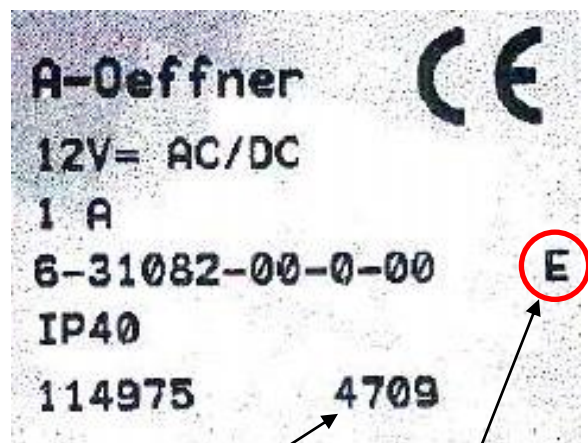 A-Oeffner CE
12V= AC/DC
1 A
6-31082-00-0-00 E
IP40
114975 4709